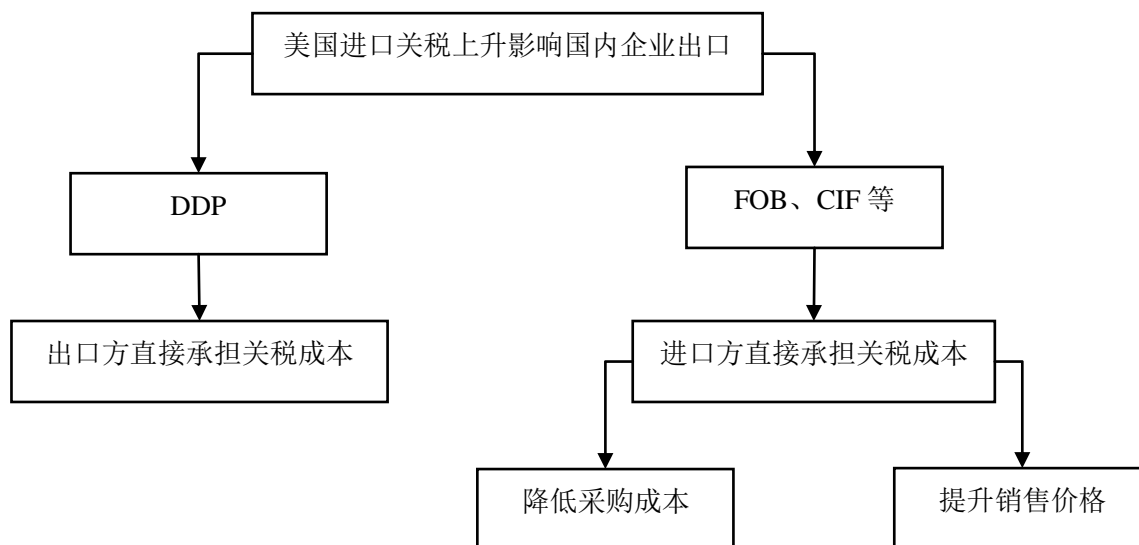 美国进口关税上升影响国内企业出口
DDP
FOB、CIF 等
出口方直接承担关税成本
进口方直接承担关税成本
降低采购成本
提升销售价格